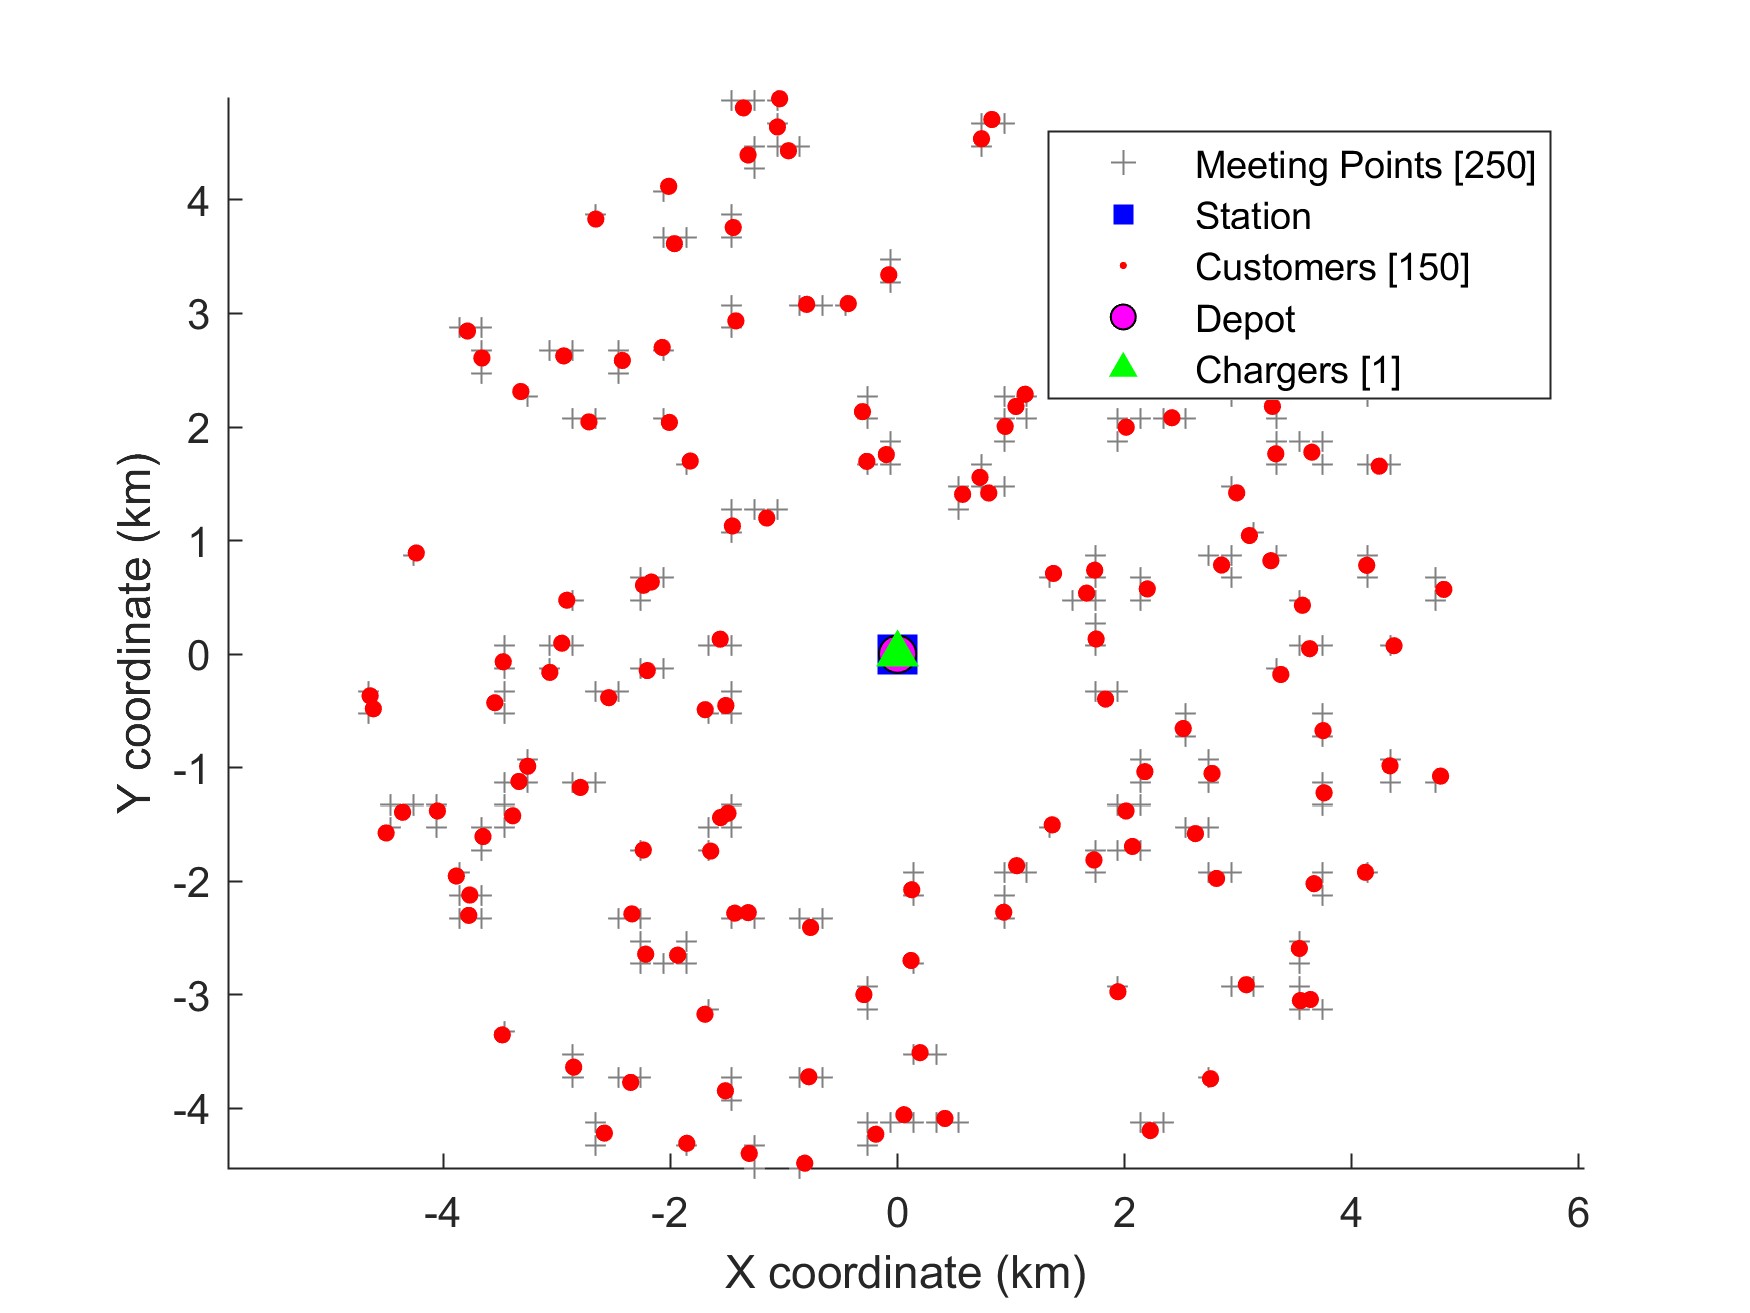 Meeting Points [250]
Station
Customers [150]
Depot
Chargers [1]
4
3
2
1
0
-1
-2
-3
-4
Y coordinate (km)
-4
-2
0
2
4
6
X coordinate (km)